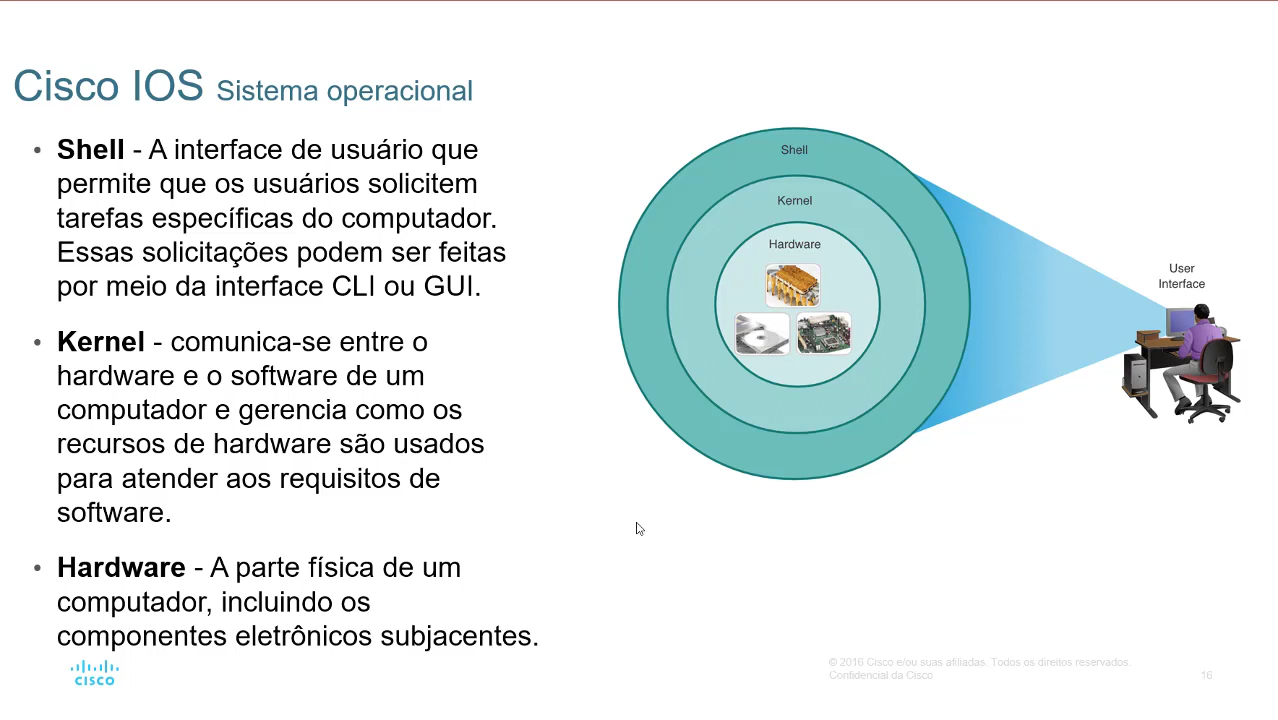 Cisco IOS Sistema operacional
• Shell - A interface de usuário que
permite que os usuários solicitem
tarefas específicas do computador.
Essas solicitações podem ser feitas
por meio da interface CLI ou GUI.
• Kernel - comunica-se entre o
hardware e o software de um
computador e gerencia como os
recursos de hardware são usados
para atender aos requisitos de
software.
• Hardware - A parte física de um
computador, incluindo os
componentes eletrônicos subjacentes.
Shell
Kernel
Hardware
User
Interface
CISCO
© 2016 Cisco e/ou suas afiliadas. Todos os direitos reservados.
Confidencial da Cisco
16